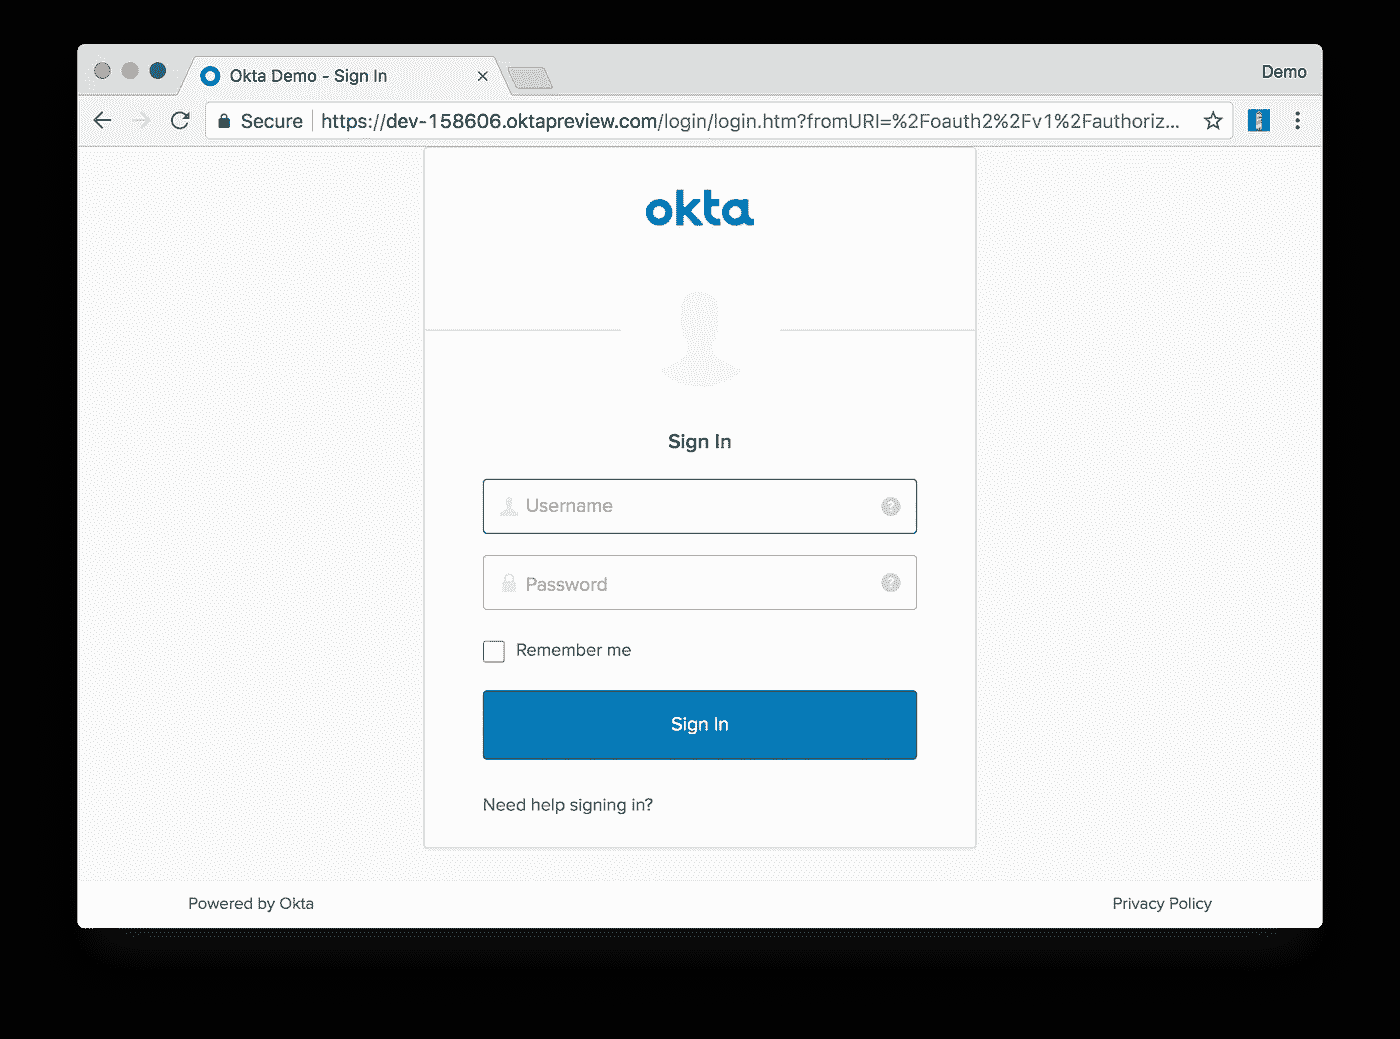 Okta Demo - Sign In
Demo
Secure
https://dev-158606.oktapreview.com/login/login.htm?fromURI=%2Foauth2%2Fv1%2Fauthoriz...
okta
Sign In
Username
Password
Remember me
Sign In
Need help signing in?
Powered by Okta
Privacy Policy